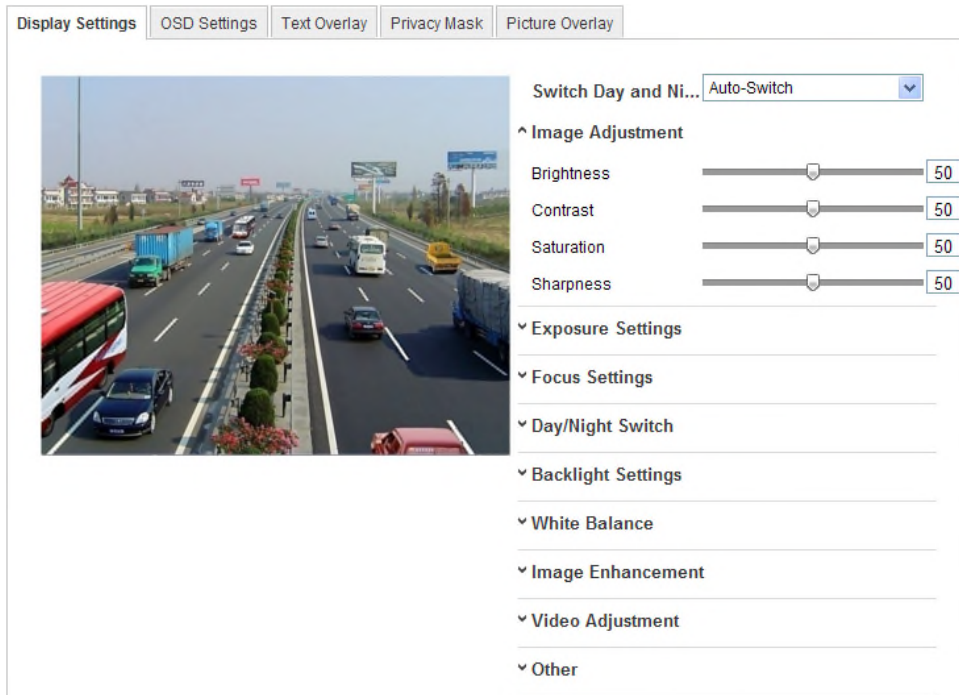 Display Settings OSD Settings Text Overlay Privacy Mask Picture Overlay
Switch Day and Ni... Auto-Switch
Image Adjustment
Brightness 50
Contrast 50
Saturation 50
Sharpness 50
Exposure Settings
Focus Settings
Day/Night Switch
Backlight Settings
White Balance
Image Enhancement
Video Adjustment
Other